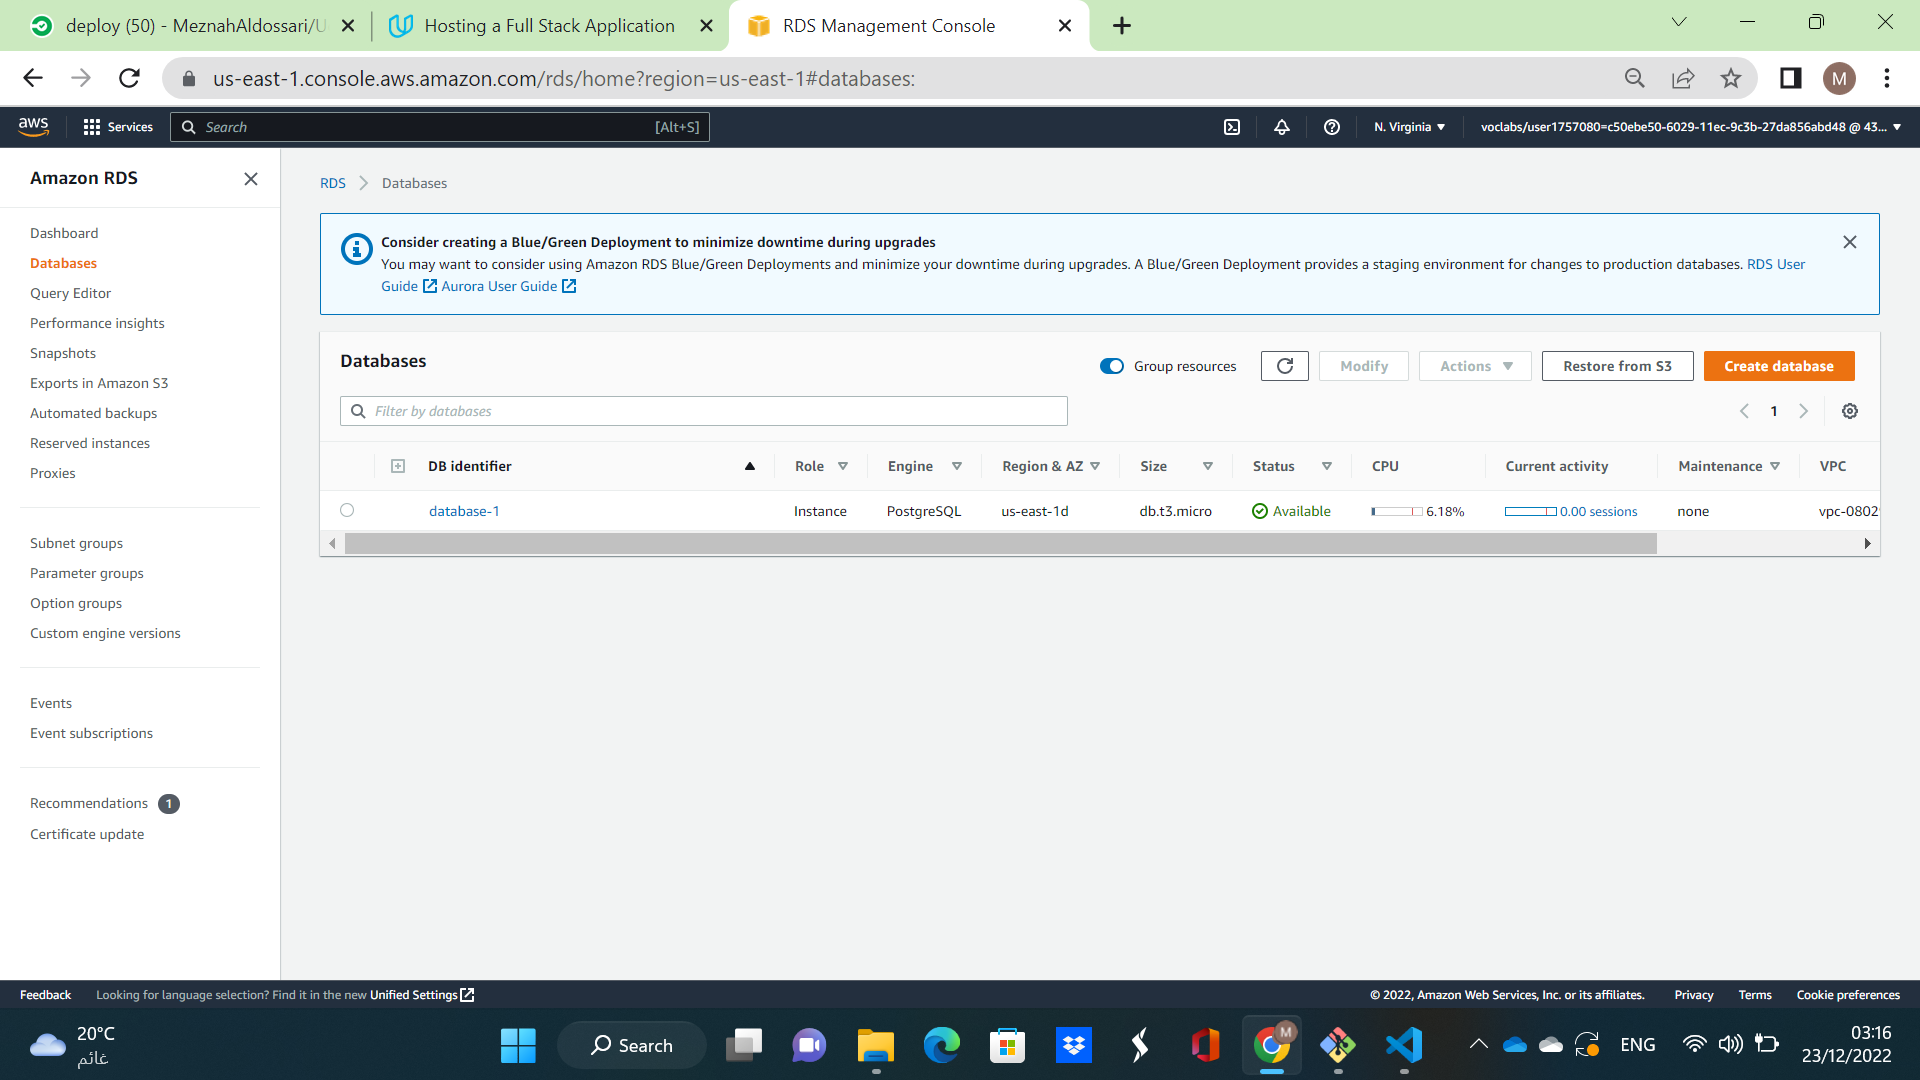 deploy (50) - MeznahAldossari/U
Hosting a Full Stack Application
RDS Management Console
us-east-1.console.aws.amazon.com/rds/home?region=us-east-1#databases:
M
aws
Services
Search
[Alt+S]
N. Virginia
voclabs/user1757080=c50ebe50-6029-11ec-9c3b-27da856abd48 @ 43...
Amazon RDS
Dashboard
Databases
Query Editor
Performance insights
Snapshots
Exports in Amazon S3
Automated backups
Reserved instances
Proxies
Subnet groups
Parameter groups
Option groups
Custom engine versions
Events
Event subscriptions
Recommendations 1
Certificate update
RDS > Databases
Consider creating a Blue/Green Deployment to minimize downtime during upgrades
You may want to consider using Amazon RDS Blue/Green Deployments and minimize your downtime during upgrades. A Blue/Green Deployment provides a staging environment for changes to production databases. RDS User
Guide Aurora User Guide
Databases
Group resources
Modify
Actions
Restore from S3
Create database
Filter by databases
1
DB identifier Role Engine Region & AZ Size Status CPU Current activity Maintenance VPC
database-1 Instance PostgreSQL us-east-1d db.t3.micro Available 6.18% 0.00 sessions none vpc-0802
Feedback
Looking for language selection? Find it in the new Unified Settings
© 2022, Amazon Web Services, Inc. or its affiliates.
Privacy
Terms
Cookie preferences
20°C
غائم
Search
M
ENG
03:16
23/12/2022